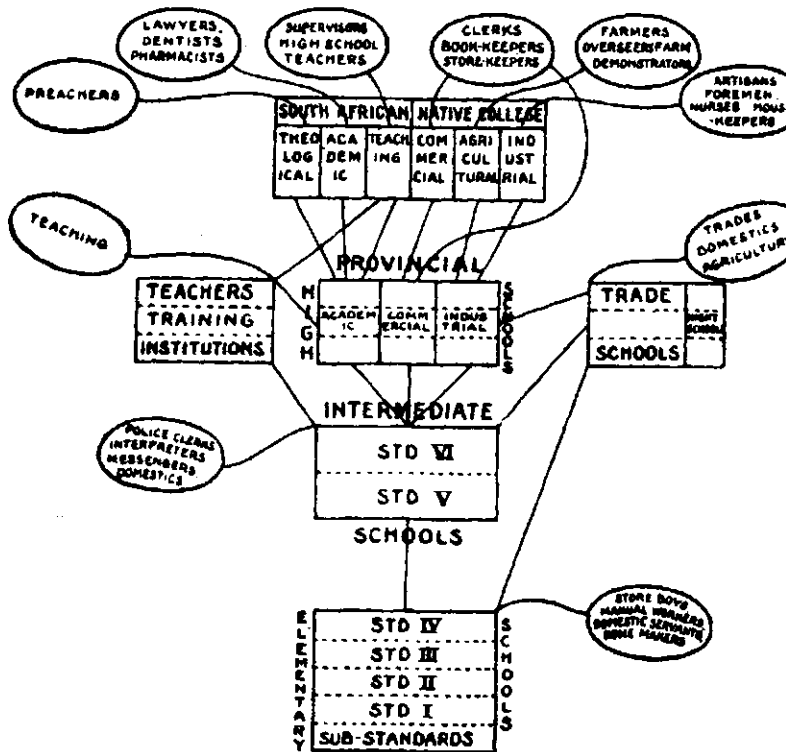 LAWYERS.
DENTISTS
PHARMACISTS
SUPERVISORS
HIGH SCHOOL
TEACHERS
CLERKS
BOOK-KEEPERS
STORE-KEEPERS
FARMERS
OVERSEERS FARM
DEMONSTRATORS
PREACHERS
ARTISANS
FOREMEN.
NURSES HOUS-
-KEEPERS
SOUTH AFRICAN NATIVE COLLEGE
THEO
LOG
ICAL
ACA
DEM
IC
TEACH
ING
COM
MER
CIAL
AGRI
CUL
TURAL
IND
UST
RIAL
TEACHING
TRADES
DOMESTICS
AGRICULTUR
PROVINCIAL
HIGH
SCHOOLS
ACADEM
IC
COMM
ERCIAL
INDUS
TRIAL
TEACHERS
TRAINING
INSTITUTIONS
TRADE
SCHOOLS
NIGHT
SCHOOLS
INTERMEDIATE
STD VI
STD V
SCHOOLS
POLICE CLERKS
INTERPRETERS
MESSENGERS
DOMESTICS
ELEMENTARY
SCHOOLS
STD IV
STD III
STD II
STD I
SUB-STANDARDS
STORE BOYS
MANUAL WORKERS
DOMESTIC SERVANTS
MAKERS